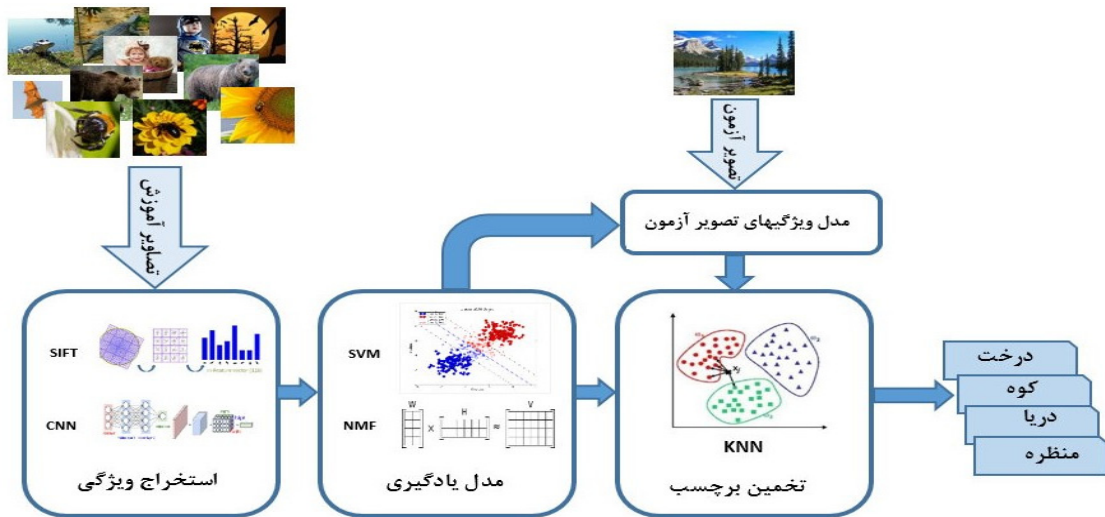 تصویر آزمون
تصاویر آموزش
مدل ویژگیهای تصویر آزمون
SIFT
CNN
استخراج ویژگی
SVM
W
H
V
NMF
X
≈
مدل یادگیری
KNN
تخمین برچسب
درخت
کوه
دریا
منظره